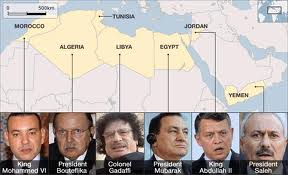 0 500km
TUNISIA
MOROCCO
JORDAN
ALGERIA
LIBYA
EGYPT
YEMEN
King
Mohammed VI
President
Bouteflika
Colonel
Gadaffi
President
Mubarak
King
Abdullah II
President
Saleh